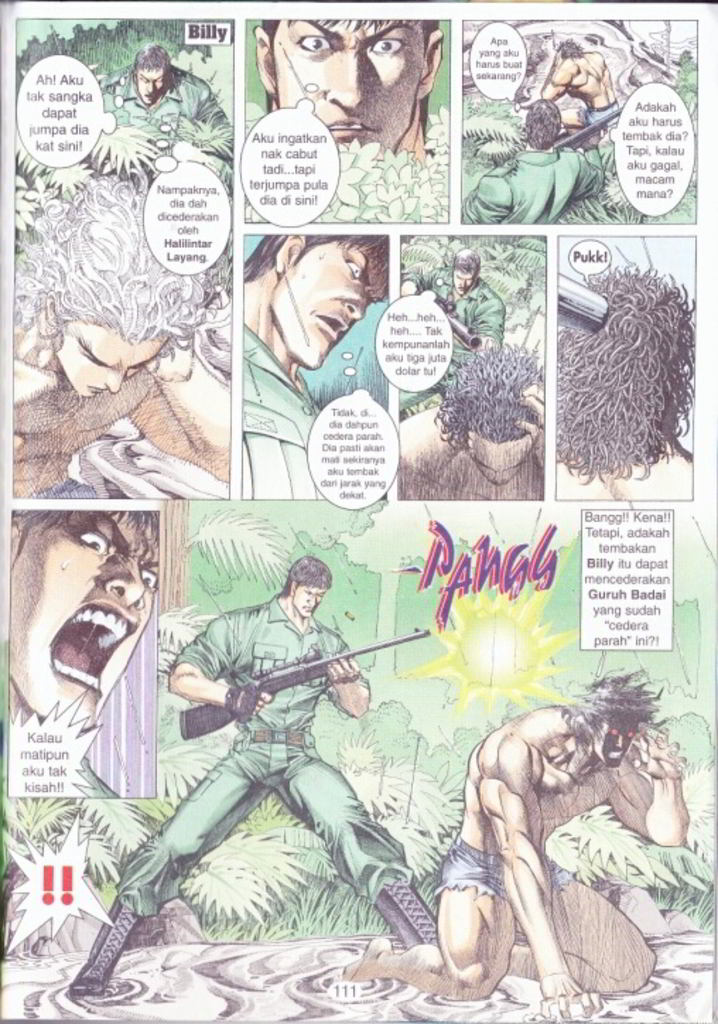 Billy
Ah! Aku
tak sangka
dapat
jumpa dia
kat sini!
Nampaknya,
dia dah
dicederakan
oleh
Halilintar
Layang.
Aku ingatkan
nak cabut
tadi...tapi
terjumpa pula
dia di sini!
Apa
yang aku
harus buat
sekarang?
Adakah
aku harus
tembak dia?
Tapi, kalau
aku gagal,
macam
mana?
Tidak, di...
dia dahpun
cedera parah.
Dia pasti akan
mati sekiranya
aku tembak
dari jarak yang
dekat.
Heh...heh...
heh.... Tak
kempunanlah
aku tiga juta
dolar tu!
Pukk!
Kalau
matipun
aku tak
kisah!!
!!
PANGG
Bangg!! Kena!!
Tetapi, adakah
tembakan
Billy itu dapat
mencederakan
Guruh Badai
yang sudah
"cedera
parah" ini?!
111